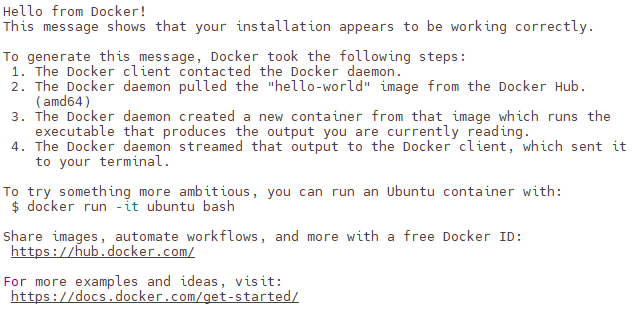 Hello from Docker!
This message shows that your installation appears to be working correctly.

To generate this message, Docker took the following steps:
 1. The Docker client contacted the Docker daemon.
 2. The Docker daemon pulled the "hello-world" image from the Docker Hub.
    (amd64)
 3. The Docker daemon created a new container from that image which runs the
    executable that produces the output you are currently reading.
 4. The Docker daemon streamed that output to the Docker client, which sent it
    to your terminal.

To try something more ambitious, you can run an Ubuntu container with:
 $ docker run -it ubuntu bash

Share images, automate workflows, and more with a free Docker ID:
 https://hub.docker.com/

For more examples and ideas, visit:
 https://docs.docker.com/get-started/